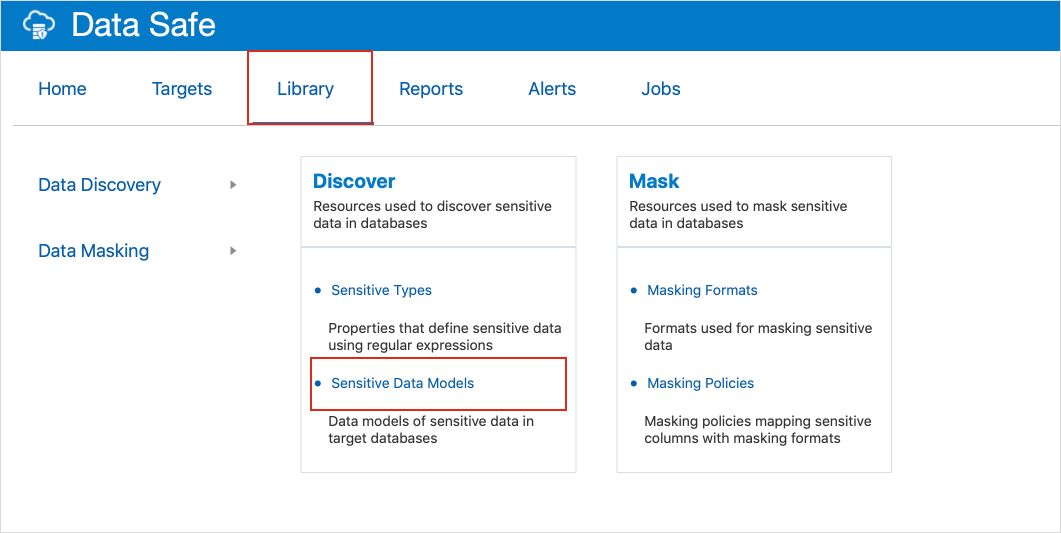 Data Safe
Home Targets Library Reports Alerts Jobs
Data Discovery
Data Masking
Discover
Resources used to discover sensitive
data in databases
• Sensitive Types
Properties that define sensitive data
using regular expressions
• Sensitive Data Models
Data models of sensitive data in
target databases
Mask
Resources used to mask sensitive
data in databases
• Masking Formats
Formats used for masking sensitive
data
• Masking Policies
Masking policies mapping sensitive
columns with masking formats